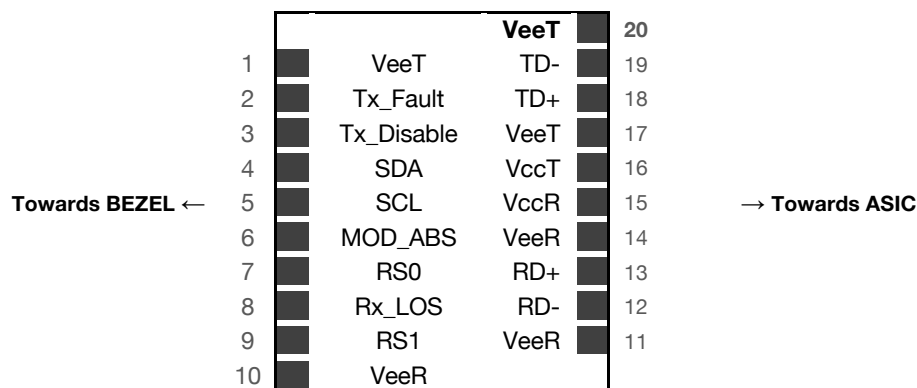 VeeT 20
1 VeeT TD- 19
2 Tx_Fault TD+ 18
3 Tx_Disable VeeT 17
4 SDA VccT 16
Towards BEZEL ← 5 SCL VccR 15 → Towards ASIC
6 MOD_ABS VeeR 14
7 RS0 RD+ 13
8 Rx_LOS RD- 12
9 RS1 VeeR 11
10 VeeR